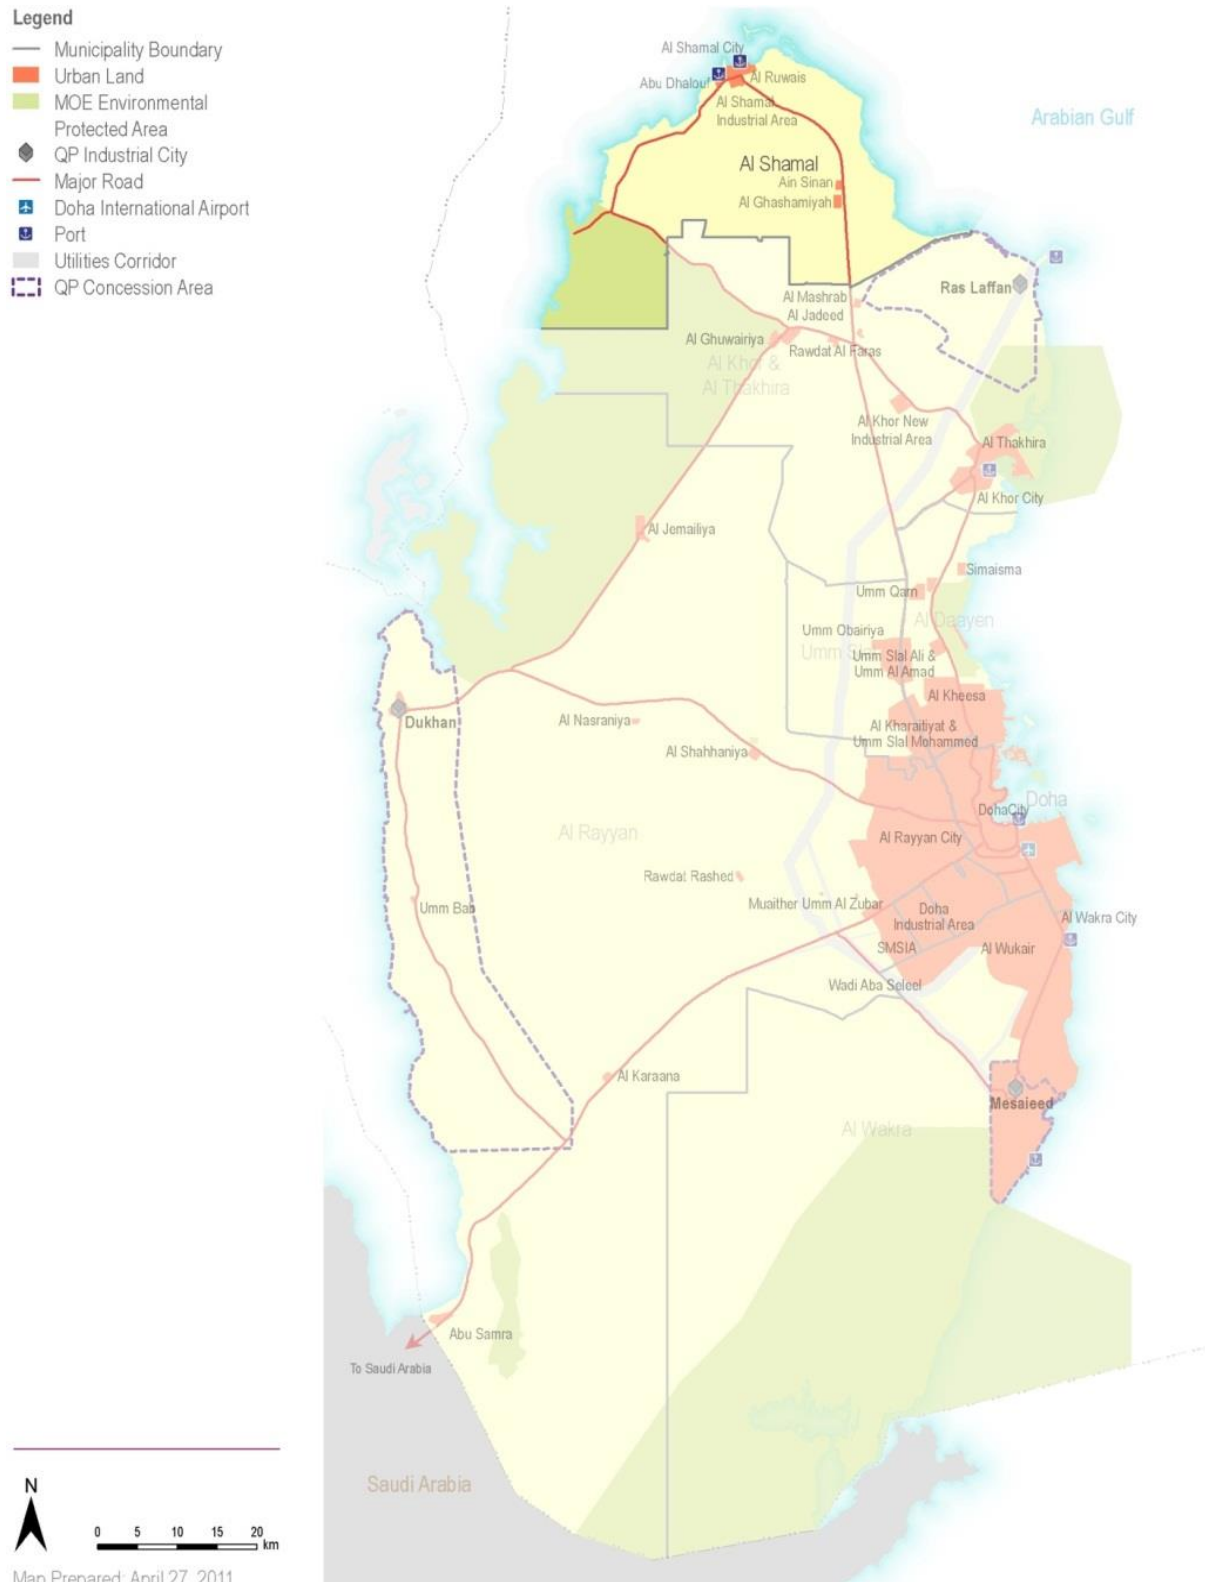 Legend
Municipality Boundary
Urban Land
MOE Environmental
Protected Area
QP Industrial City
Major Road
Doha International Airport
Port
Utilities Corridor
QP Concession Area
Al Shamal City
Abu Dhalouf
Al Ruwais
Al Shamal
Industrial Area
Arabian Gulf
Al Shamal
Ain Sinan
Al Ghashamiyah
Ras Laffan
Al Mashrab
Al Jadeed
Al Ghuwairiya
Rawdat Al Faras
Al Khor &
Al Thakhira
Al Khor New
Industrial Area
Al Thakhira
Al Khor City
Al Jemailiya
Simaisma
Umm Qarn
Al Daayen
Umm Obairiya
Umm Slal
Umm Slal Ali &
Umm Al Amad
Al Kheesa
Dukhan
Al Nasraniya
Al Kharaitiyat &
Umm Slal Mohammed
Al Shahhaniya
Doha
DohaCity
Al Rayyan
Al Rayyan City
Rawdat Rashed
Umm Bab
Muaither Umm Al Zubar
Doha
Industrial Area
Al Wakra City
SMSIA
Al Wukair
Wadi Aba Seleel
Al Karaana
Mesaieed
Al Wakra
Abu Samra
To Saudi Arabia
Saudi Arabia
N
0 5 10 15 20
km
Map Prepared: April 27, 2011